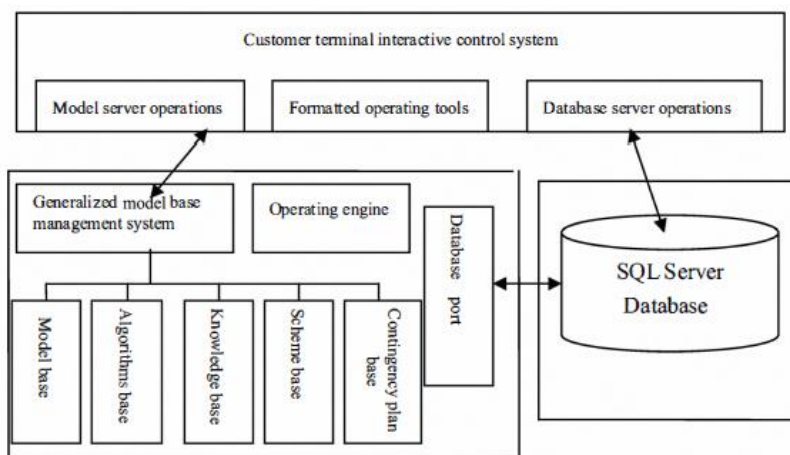 Customer terminal interactive control system
Model server operations
Formatted operating tools
Database server operations
Generalized model base
management system
Operating engine
Database port
SQL Server
Database
Model base
Algorithms base
Knowledge base
Scheme base
Contingency plan
base